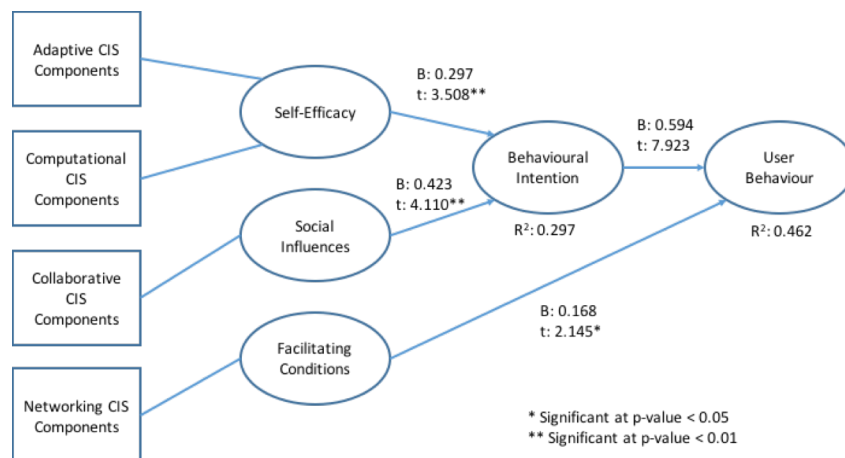 Adaptive CIS
Components
Computational
CIS
Components
Collaborative
CIS
Components
Networking CIS
Components
Self-Efficacy
Social
Influences
Facilitating
Conditions
B: 0.297
t: 3.508**
B: 0.423
t: 4.110**
Behavioural
Intention
R²: 0.297
B: 0.594
t: 7.923
User
Behaviour
R²: 0.462
B: 0.168
t: 2.145*
* Significant at p-value < 0.05
** Significant at p-value < 0.01